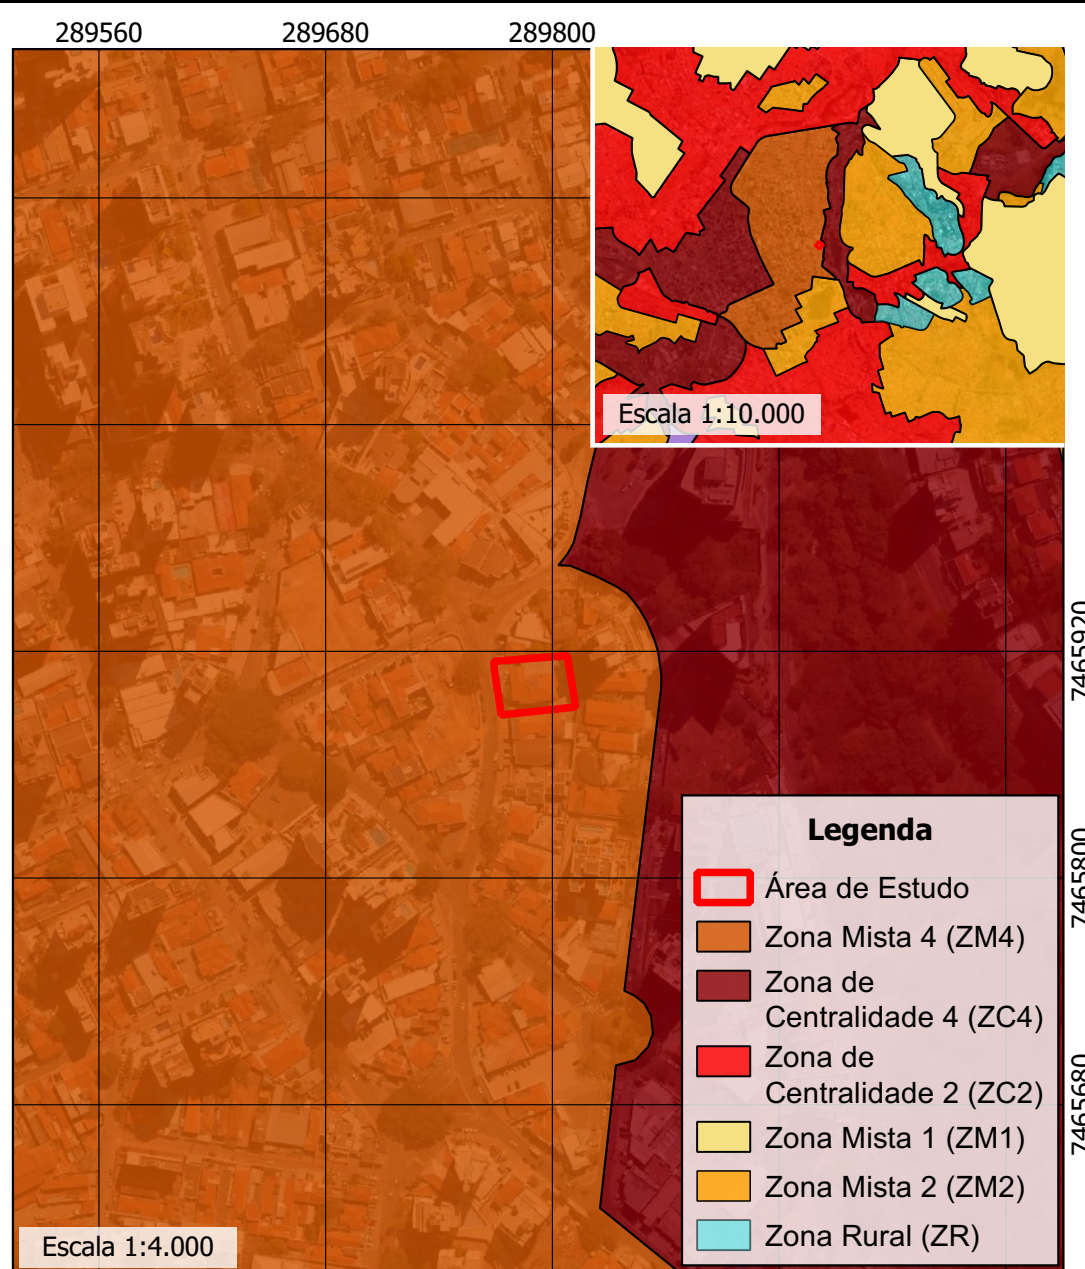 289560
289680
289800
Escala 1:10.000
7465920
7465800
7465680
Legenda
Área de Estudo
Zona Mista 4 (ZM4)
Zona de
Centralidade 4 (ZC4)
Zona de
Centralidade 2 (ZC2)
Zona Mista 1 (ZM1)
Zona Mista 2 (ZM2)
Zona Rural (ZR)
Escala 1:4.000